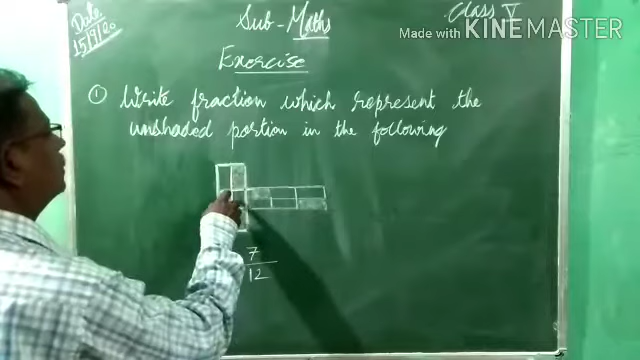 Date
15/9/20
Sub - Maths
Class V
Made with KINEMASTER
Exercise
① Write fraction which represent the
unshaded portion in the following
7
12